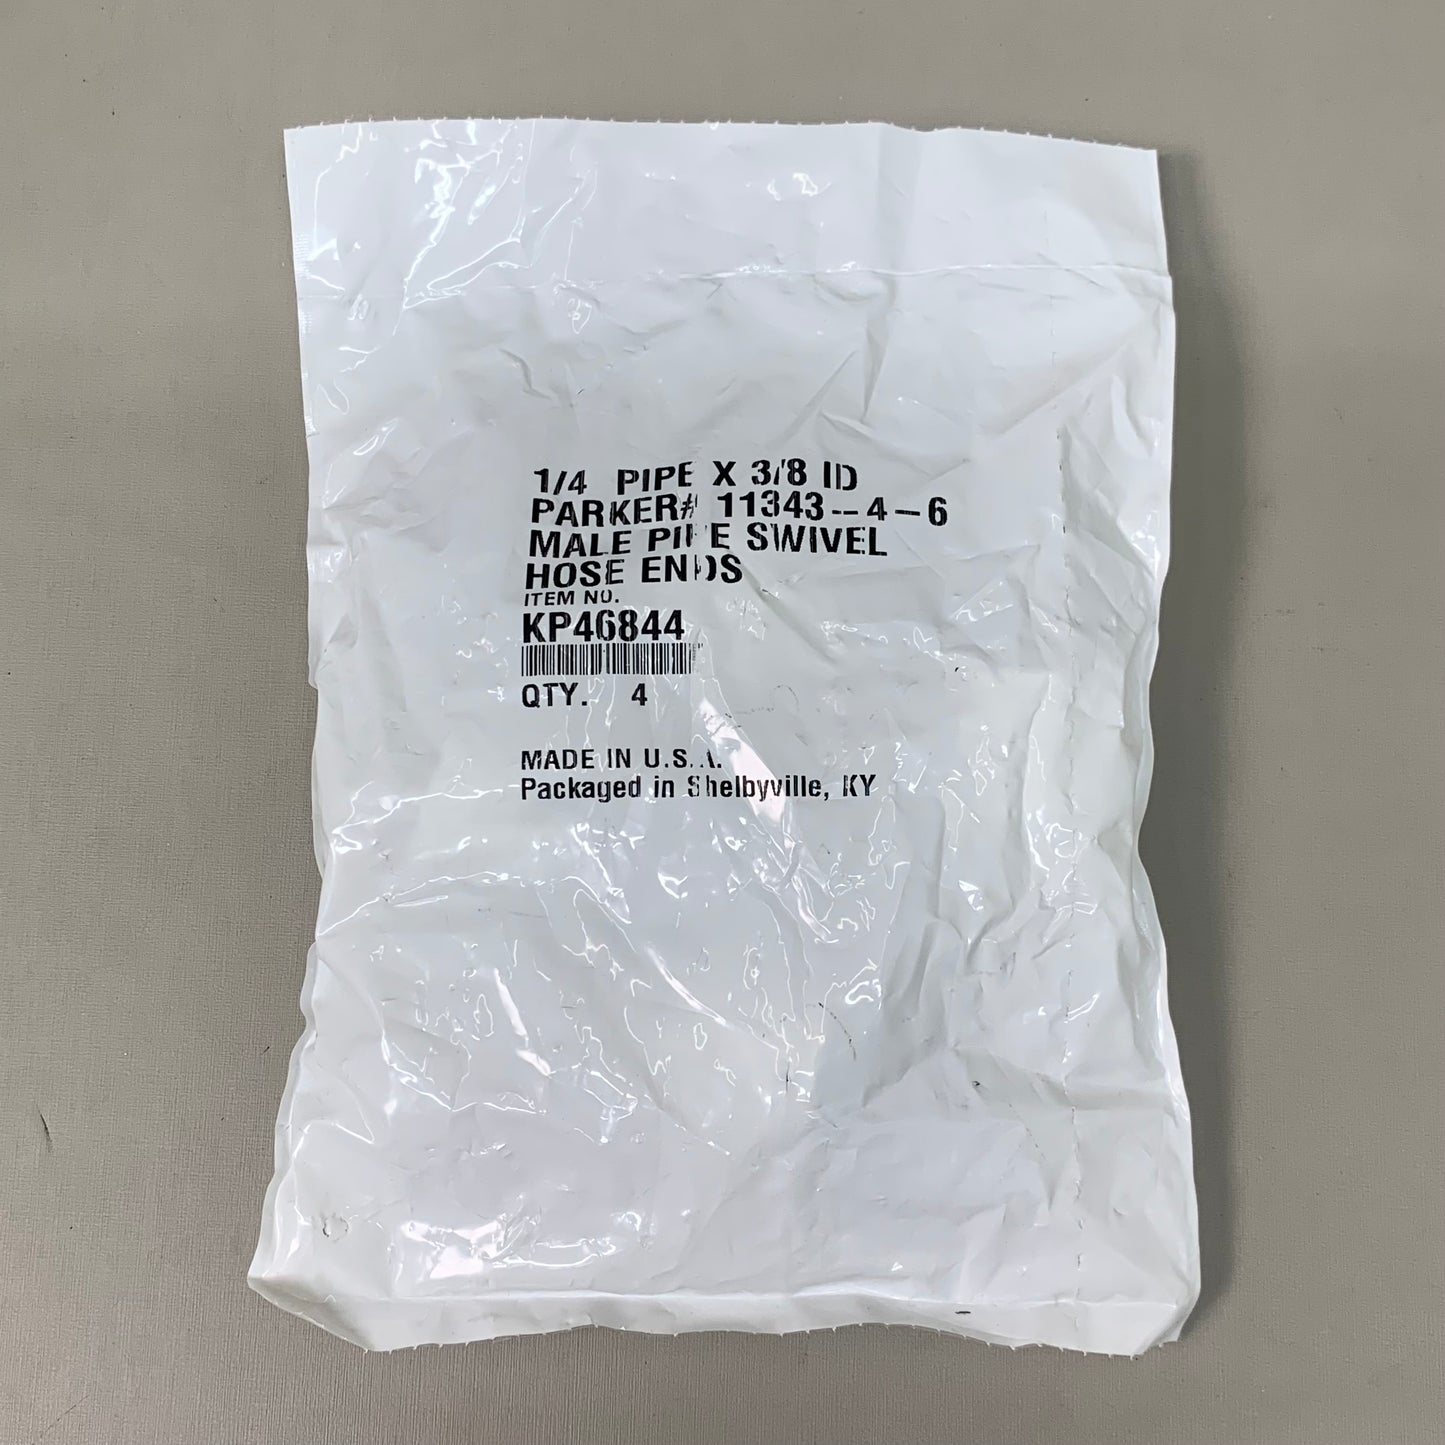 1/4 PIPE X 3/8 ID
PARKER# 11343-4-6
MALE PIPE SWIVEL
HOSE ENDS
ITEM NO.
KP46844
QTY. 4
MADE IN U.S.A.
Packaged in Shelbyville, KY